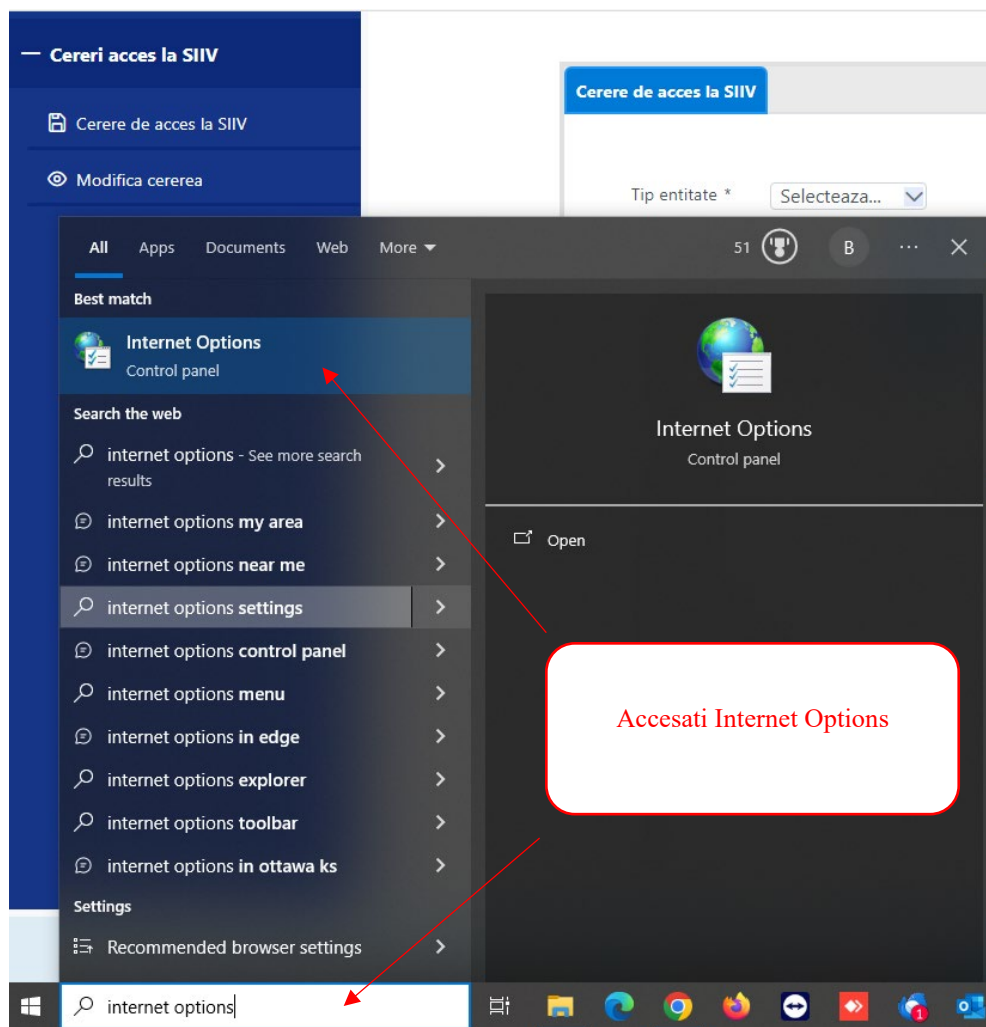 Cereri acces la SIIV
Cerere de acces la SIIV
Cerere de acces la SIIV
Modifica cererea
Tip entitate * Selecteaza...
All Apps Documents Web More 51 B ...
Best match
Internet Options
Control panel
Search the web
internet options - See more search
results
internet options my area
internet options near me
internet options settings
internet options control panel
internet options menu
internet options in edge
internet options explorer
internet options toolbar
internet options in ottawa ks
Settings
Recommended browser settings
Internet Options
Control panel
Open
Accesati Internet Options
internet options
1